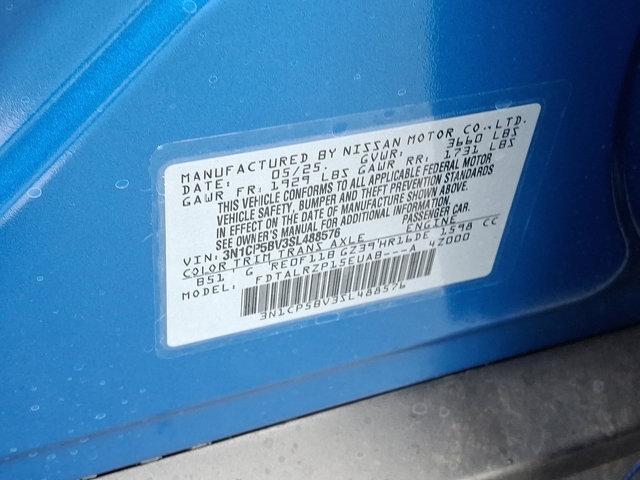 MANUFACTURED BY NISSAN MOTOR CO.,LTD.
DATE: 05/25. GVWR: 3660 LBS
GAWR FR: 1929 LBS GAWR RR: 1731 LBS
THIS VEHICLE CONFORMS TO ALL APPLICABLE FEDERAL MOTOR
VEHICLE SAFETY, BUMPER AND THEFT PREVENTION STANDARDS
IN EFFECT ON THE DATE OF MANUFACTURE SHOWN ABOVE.
SEE OWNER'S MANUAL FOR ADDITIONAL INFORMATION.
VIN: 3N1CP5BV3SL488576 PASSENGER CAR.
COLOR TRIM TRANS AXLE ENGINE
B51 G RE0F11B GZ39 HR16DE 1598 CC
MODEL: FDTALRZP15EUAB---A 4Z000
3N1CP5BV3SL488576